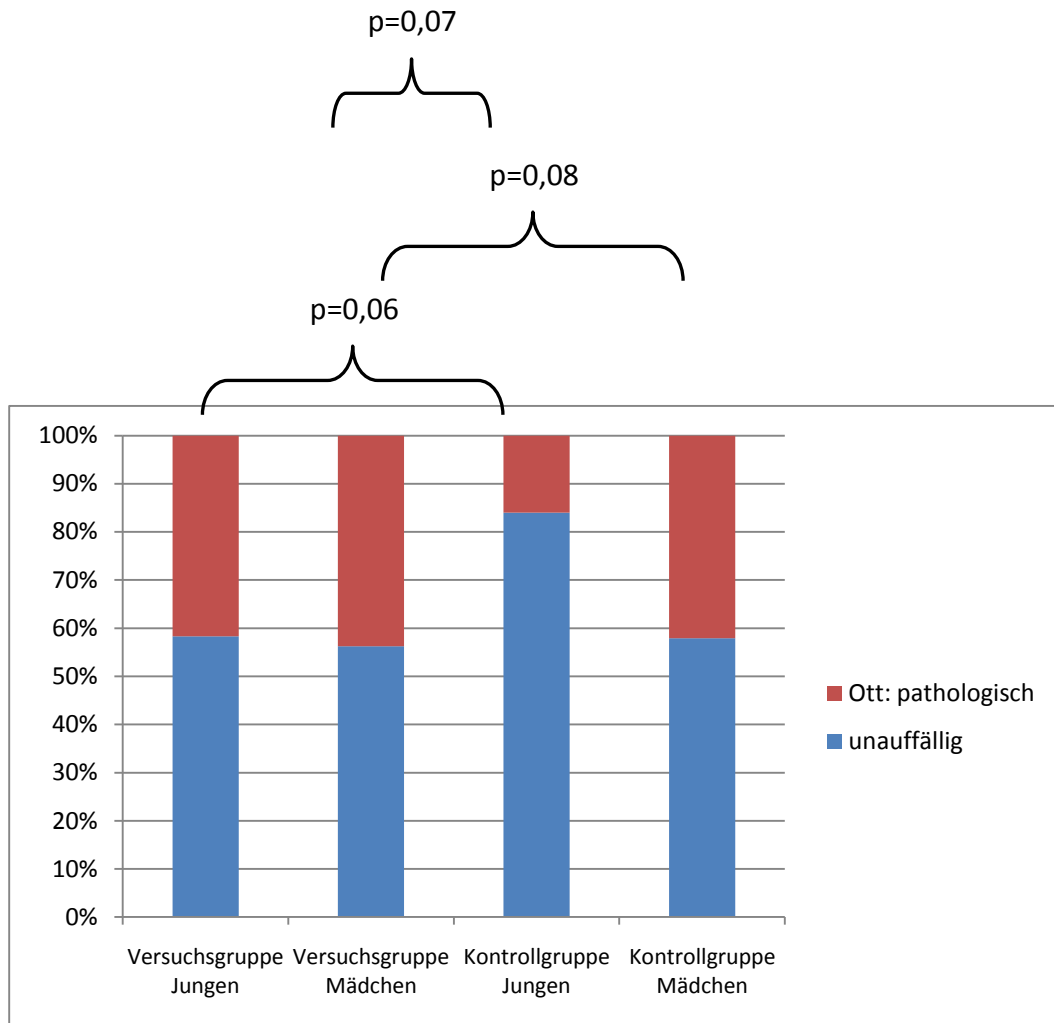 p=0,07
p=0,08
p=0,06
100%
90%
80%
70%
60%
50%
40%
30%
20%
10%
0%
Versuchsgruppe Jungen
Versuchsgruppe Mädchen
Kontrollgruppe Jungen
Kontrollgruppe Mädchen
Ott: pathologisch
unauffällig